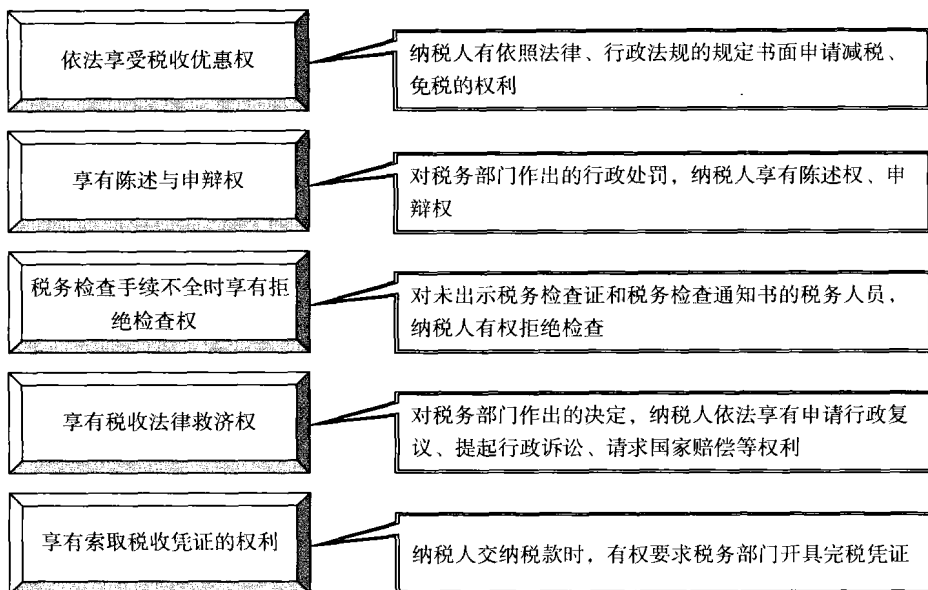 依法享受税收优惠权
纳税人有依照法律、行政法规的规定书面申请减税、
免税的权利
享有陈述与申辩权
对税务部门作出的行政处罚，纳税人享有陈述权、申
辩权
税务检查手续不全时享有拒
绝检查权
对未出示税务检查证和税务检查通知书的税务人员，
纳税人有权拒绝检查
享有税收法律救济权
对税务部门作出的决定，纳税人依法享有申请行政复
议、提起行政诉讼、请求国家赔偿等权利
享有索取税收凭证的权利
纳税人交纳税款时，有权要求税务部门开具完税凭证